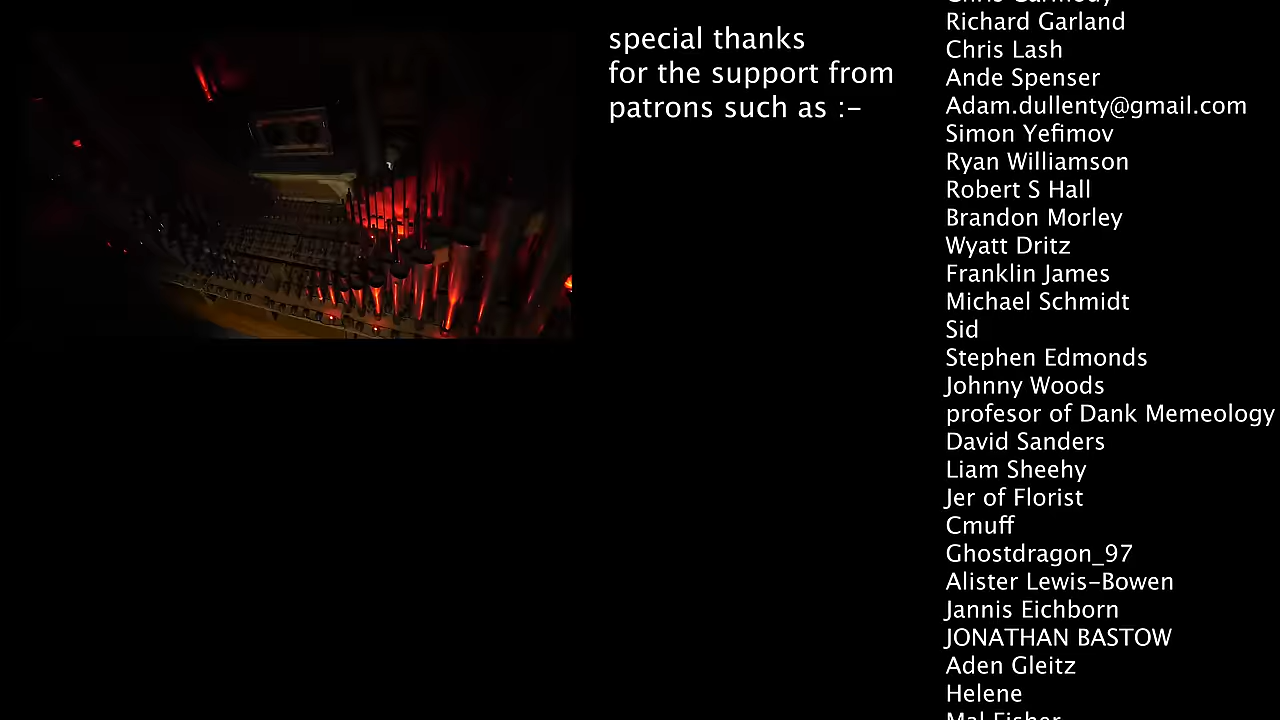 special thanks
for the support from
patrons such as :-
Richard Garland
Chris Lash
Ande Spenser
Adam.dullenty@gmail.com
Simon Yefimov
Ryan Williamson
Robert S Hall
Brandon Morley
Wyatt Dritz
Franklin James
Michael Schmidt
Sid
Stephen Edmonds
Johnny Woods
profesor of Dank Memeology
David Sanders
Liam Sheehy
Jer of Florist
Cmuff
Ghostdragon_97
Alister Lewis-Bowen
Jannis Eichborn
JONATHAN BASTOW
Aden Gleitz
Helene
Mal Fisher